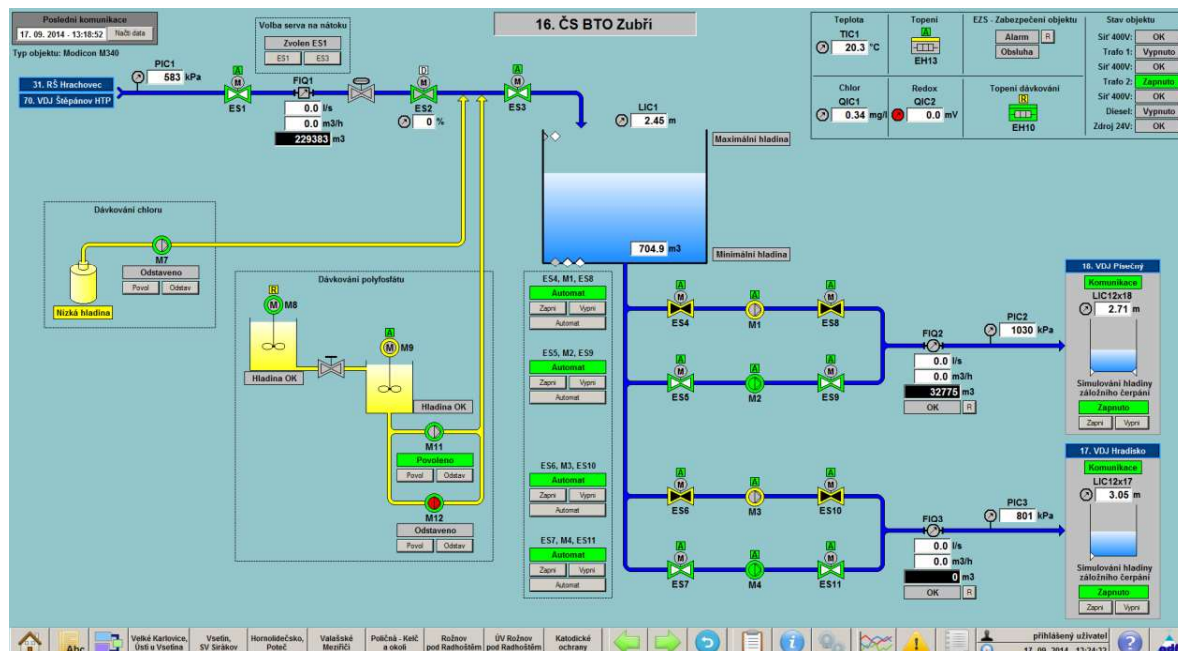 Poslední komunikace
17. 09. 2014 - 13:18:52
Načti data
Typ objektu: Modicon M340
Volba serva na nátoku
Zvolen ES1
ES1
ES3
16. ČS BTO Zubří
Teplota
TIC1
20.3 °C
Topení
A
EH13
EZS - Zabezpečení objektu
Alarm
R
Obsluha
Stav objektu
Síť 400V: OK
Trafo 1: Vypnuto
Síť 400V: OK
Trafo 2: Zapnuto
Síť 400V: OK
Diesel: Vypnuto
Zdroj 24V: OK
Chlor
QIC1
0.34 mg/l
Redox
QIC2
0.0 mV
Topení dávkování
R
EH10
31. RŠ Hrachovec
70. VDJ Štěpánov HTP
PIC1
583 kPa
A
M
ES1
FIQ1
0.0 l/s
0.0 m3/h
229383 m3
D
M
ES2
0 %
A
M
ES3
LIC1
2.45 m
Maximální hladina
704.9 m3
Minimální hladina
Dávkování chloru
M7
Odstaveno
Povol
Odstav
Nízká hladina
Dávkování polyfosfátu
R
M
M8
A
M
M9
Hladina OK
Hladina OK
M11
Povoleno
Povol
Odstav
M12
Odstaveno
Povol
Odstav
ES4, M1, ES8
Automat
Zapni
Vypni
Automat
ES5, M2, ES9
Automat
Zapni
Vypni
Automat
ES6, M3, ES10
Automat
Zapni
Vypni
Automat
ES7, M4, ES11
Automat
Zapni
Vypni
Automat
A
M
ES4
A
M1
A
M
ES8
A
M
ES5
A
M2
A
M
ES9
FIQ2
0.0 l/s
0.0 m3/h
32775 m3
OK
R
PIC2
1030 kPa
18. VDJ Písečný
Komunikace
LIC12x18
2.71 m
Simulování hladiny
záložního čerpání
Zapnuto
Zapni
Vypni
A
M
ES6
A
M3
A
M
ES10
A
M
ES7
A
M4
A
M
ES11
FIQ3
0.0 l/s
0.0 m3/h
0 m3
OK
R
PIC3
801 kPa
17. VDJ Hradisko
Komunikace
LIC12x17
3.05 m
Simulování hladiny
záložního čerpání
Zapnuto
Zapni
Vypni
Abc
Velké Karlovice,
Ústí u Vsetína
Vsetín,
SV Sirákov
Hornolidečsko,
Poteč
Valašské
Meziříčí
Poličná - Kelč
a okolí
Rožnov
pod Radhoštěm
ÚV Rožnov
pod Radhoštěm
Katodické
ochrany
přihlášený uživatel